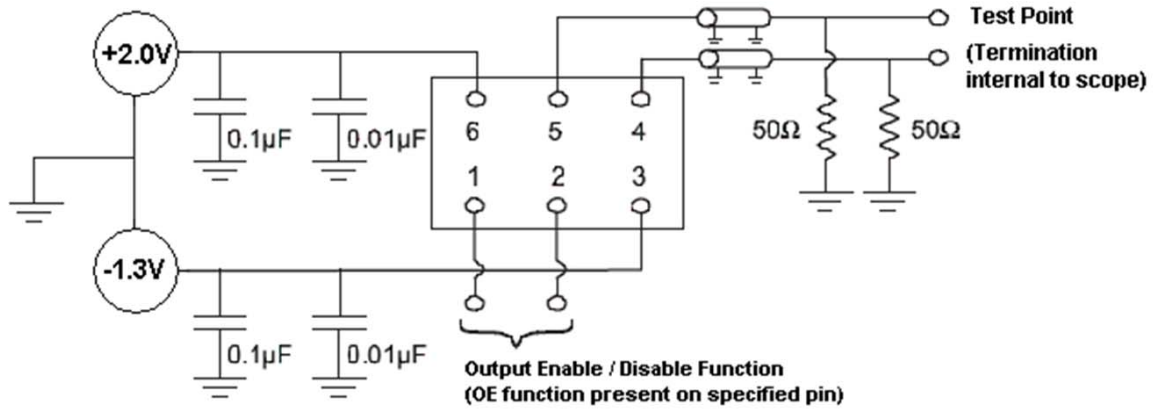 Test Point
+2.0V
(Termination
internal to scope)
0.1µF
0.01µF
6 5 4
50Ω
50Ω
1 2 3
-1.3V
0.1µF
0.01µF
Output Enable / Disable Function
(OE function present on specified pin)